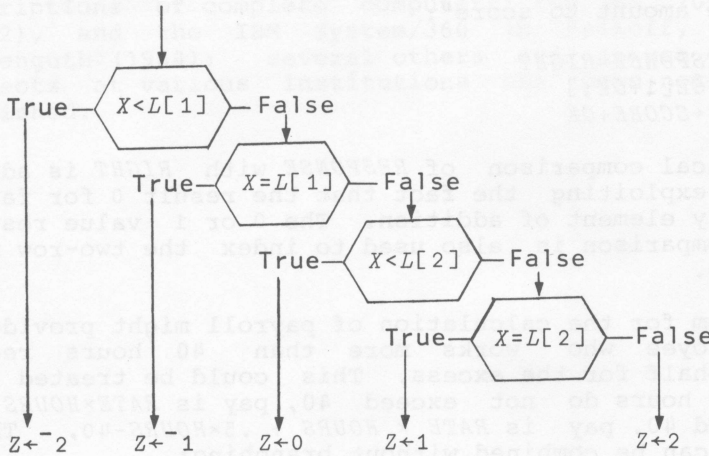 True X<L[1] False
True X=L[1] False
True X<L[2] False
True X=L[2] False
Z←¯2 Z←¯1 Z←0 Z←1 Z←2